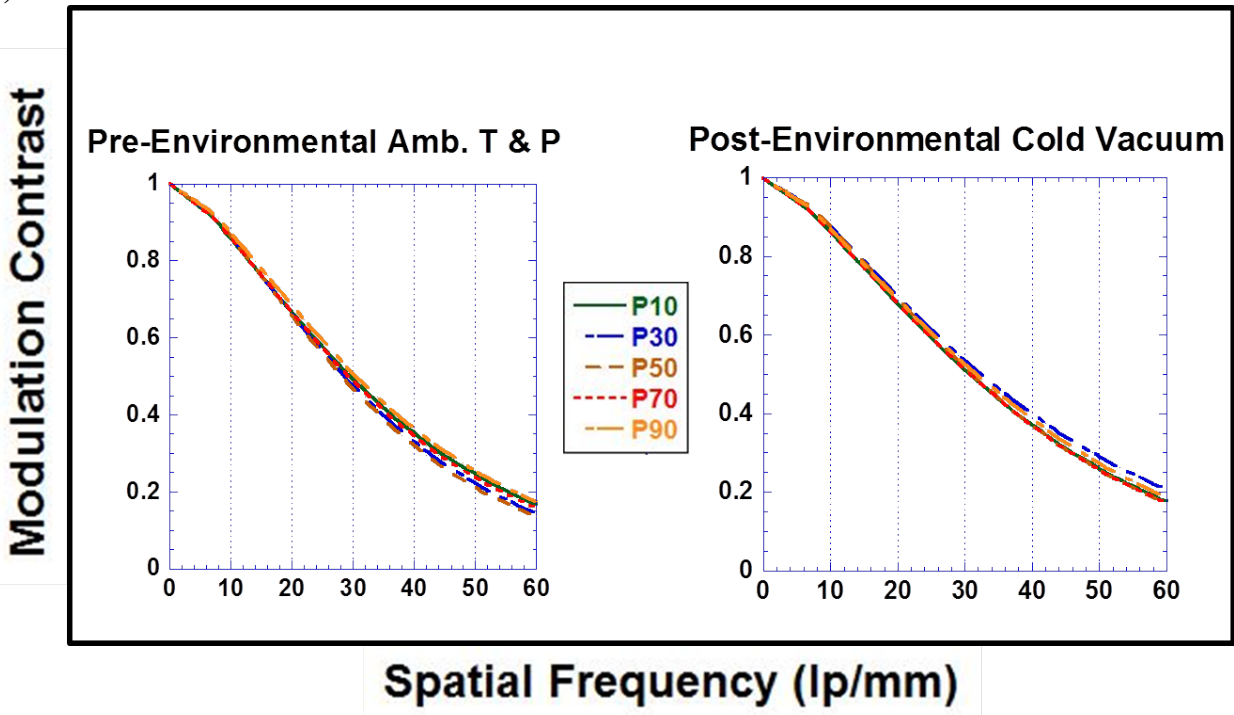 )
Modulation Contrast
Pre-Environmental Amb. T & P
1
0.8
0.6
0.4
0.2
0
0 10 20 30 40 50 60
P10
P30
P50
P70
P90
Post-Environmental Cold Vacuum
1
0.8
0.6
0.4
0.2
0
0 10 20 30 40 50 60
Spatial Frequency (lp/mm)